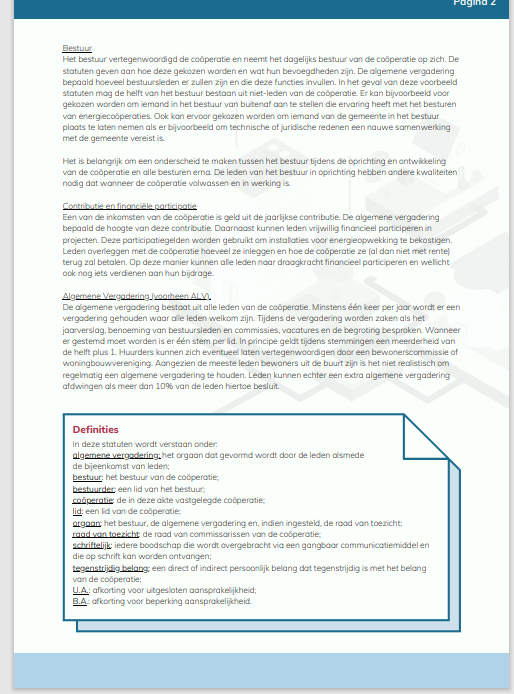 Pagina 2
Bestuur
Het bestuur vertegenwoordigd de coöperatie en neemt het dagelijks bestuur van de coöperatie op zich. De
statuten geven aan hoe deze gekozen worden en wat hun bevoegdheden zijn. De algemene vergadering
bepaald hoeveel bestuursleden er zullen zijn en die deze functies invullen. In het geval van deze voorbeeld
statuten mag de helft van het bestuur bestaan uit niet-leden van de coöperatie. Er kan bijvoorbeeld voor
gekozen worden om iemand in het bestuur van buitenaf aan te stellen die ervaring heeft met het besturen
van energiecoöperaties. Ook kan ervoor gekozen worden om iemand van de gemeente in het bestuur
plaats te laten nemen als er bijvoorbeeld om technische of juridische redenen een nauwe samenwerking
met de gemeente vereist is.
Het is belangrijk om een onderscheid te maken tussen het bestuur tijdens de oprichting en ontwikkeling
van de coöperatie en alle besturen erna. De leden van het bestuur in oprichting hebben andere kwaliteiten
nodig dat wanneer de coöperatie volwassen en in werking is.
Contributie en financiële participatie
Een van de inkomsten van de coöperatie is geld uit de jaarlijkse contributie. De algemene vergadering
bepaald de hoogte van deze contributie. Daarnaast kunnen leden vrijwillig financieel participeren in
projecten. Deze participatiegelden worden gebruikt om installaties voor energieopwekking te bekostigen.
Leden overleggen met de coöperatie hoeveel ze inleggen en hoe de coöperatie ze (al dan niet met rente)
terug zal betalen. Op deze manier kunnen alle leden naar draagkracht financieel participeren en wellicht
ook nog iets verdienen aan hun bijdrage.
Algemene Vergadering (voorheen ALV).
De algemene vergadering bestaat uit alle leden van de coöperatie. Minstens één keer per jaar wordt er een
vergadering gehouden waar alle leden welkom zijn. Tijdens de vergadering worden zaken als het
jaarverslag, benoeming van bestuursleden en commissies, vacatures en de begroting besproken. Wanneer
er gestemd moet worden is er één stem per lid. In principe geldt tijdens stemmingen een meerderheid van
de helft plus 1. Huurders kunnen zich eventueel laten vertegenwoordigen door een bewonerscommissie of
woningbouwvereniging. Aangezien de meeste leden bewoners uit de buurt zijn is het niet realistisch om
regelmatig een algemene vergadering te houden. Leden kunnen echter een extra algemene vergadering
afdwingen als meer dan 10% van de leden hiertoe besluit.
Definities
In deze statuten wordt verstaan onder:
algemene vergadering: het orgaan dat gevormd wordt door de leden alsmede
de bijeenkomst van leden;
bestuur: het bestuur van de coöperatie;
bestuurder: een lid van het bestuur;
coöperatie: de in deze akte vastgelegde coöperatie;
lid: een lid van de coöperatie;
orgaan: het bestuur, de algemene vergadering en, indien ingesteld, de raad van toezicht;
raad van toezicht: de raad van commissarissen van de coöperatie;
schriftelijk: iedere boodschap die wordt overgebracht via een gangbaar communicatiemiddel en
die op schrift kan worden ontvangen;
tegenstrijdig belang: een direct of indirect persoonlijk belang dat tegenstrijdig is met het belang
van de coöperatie;
U.A.: afkorting voor uitgesloten aansprakelijkheid;
B.A.: afkorting voor beperking aansprakelijkheid.